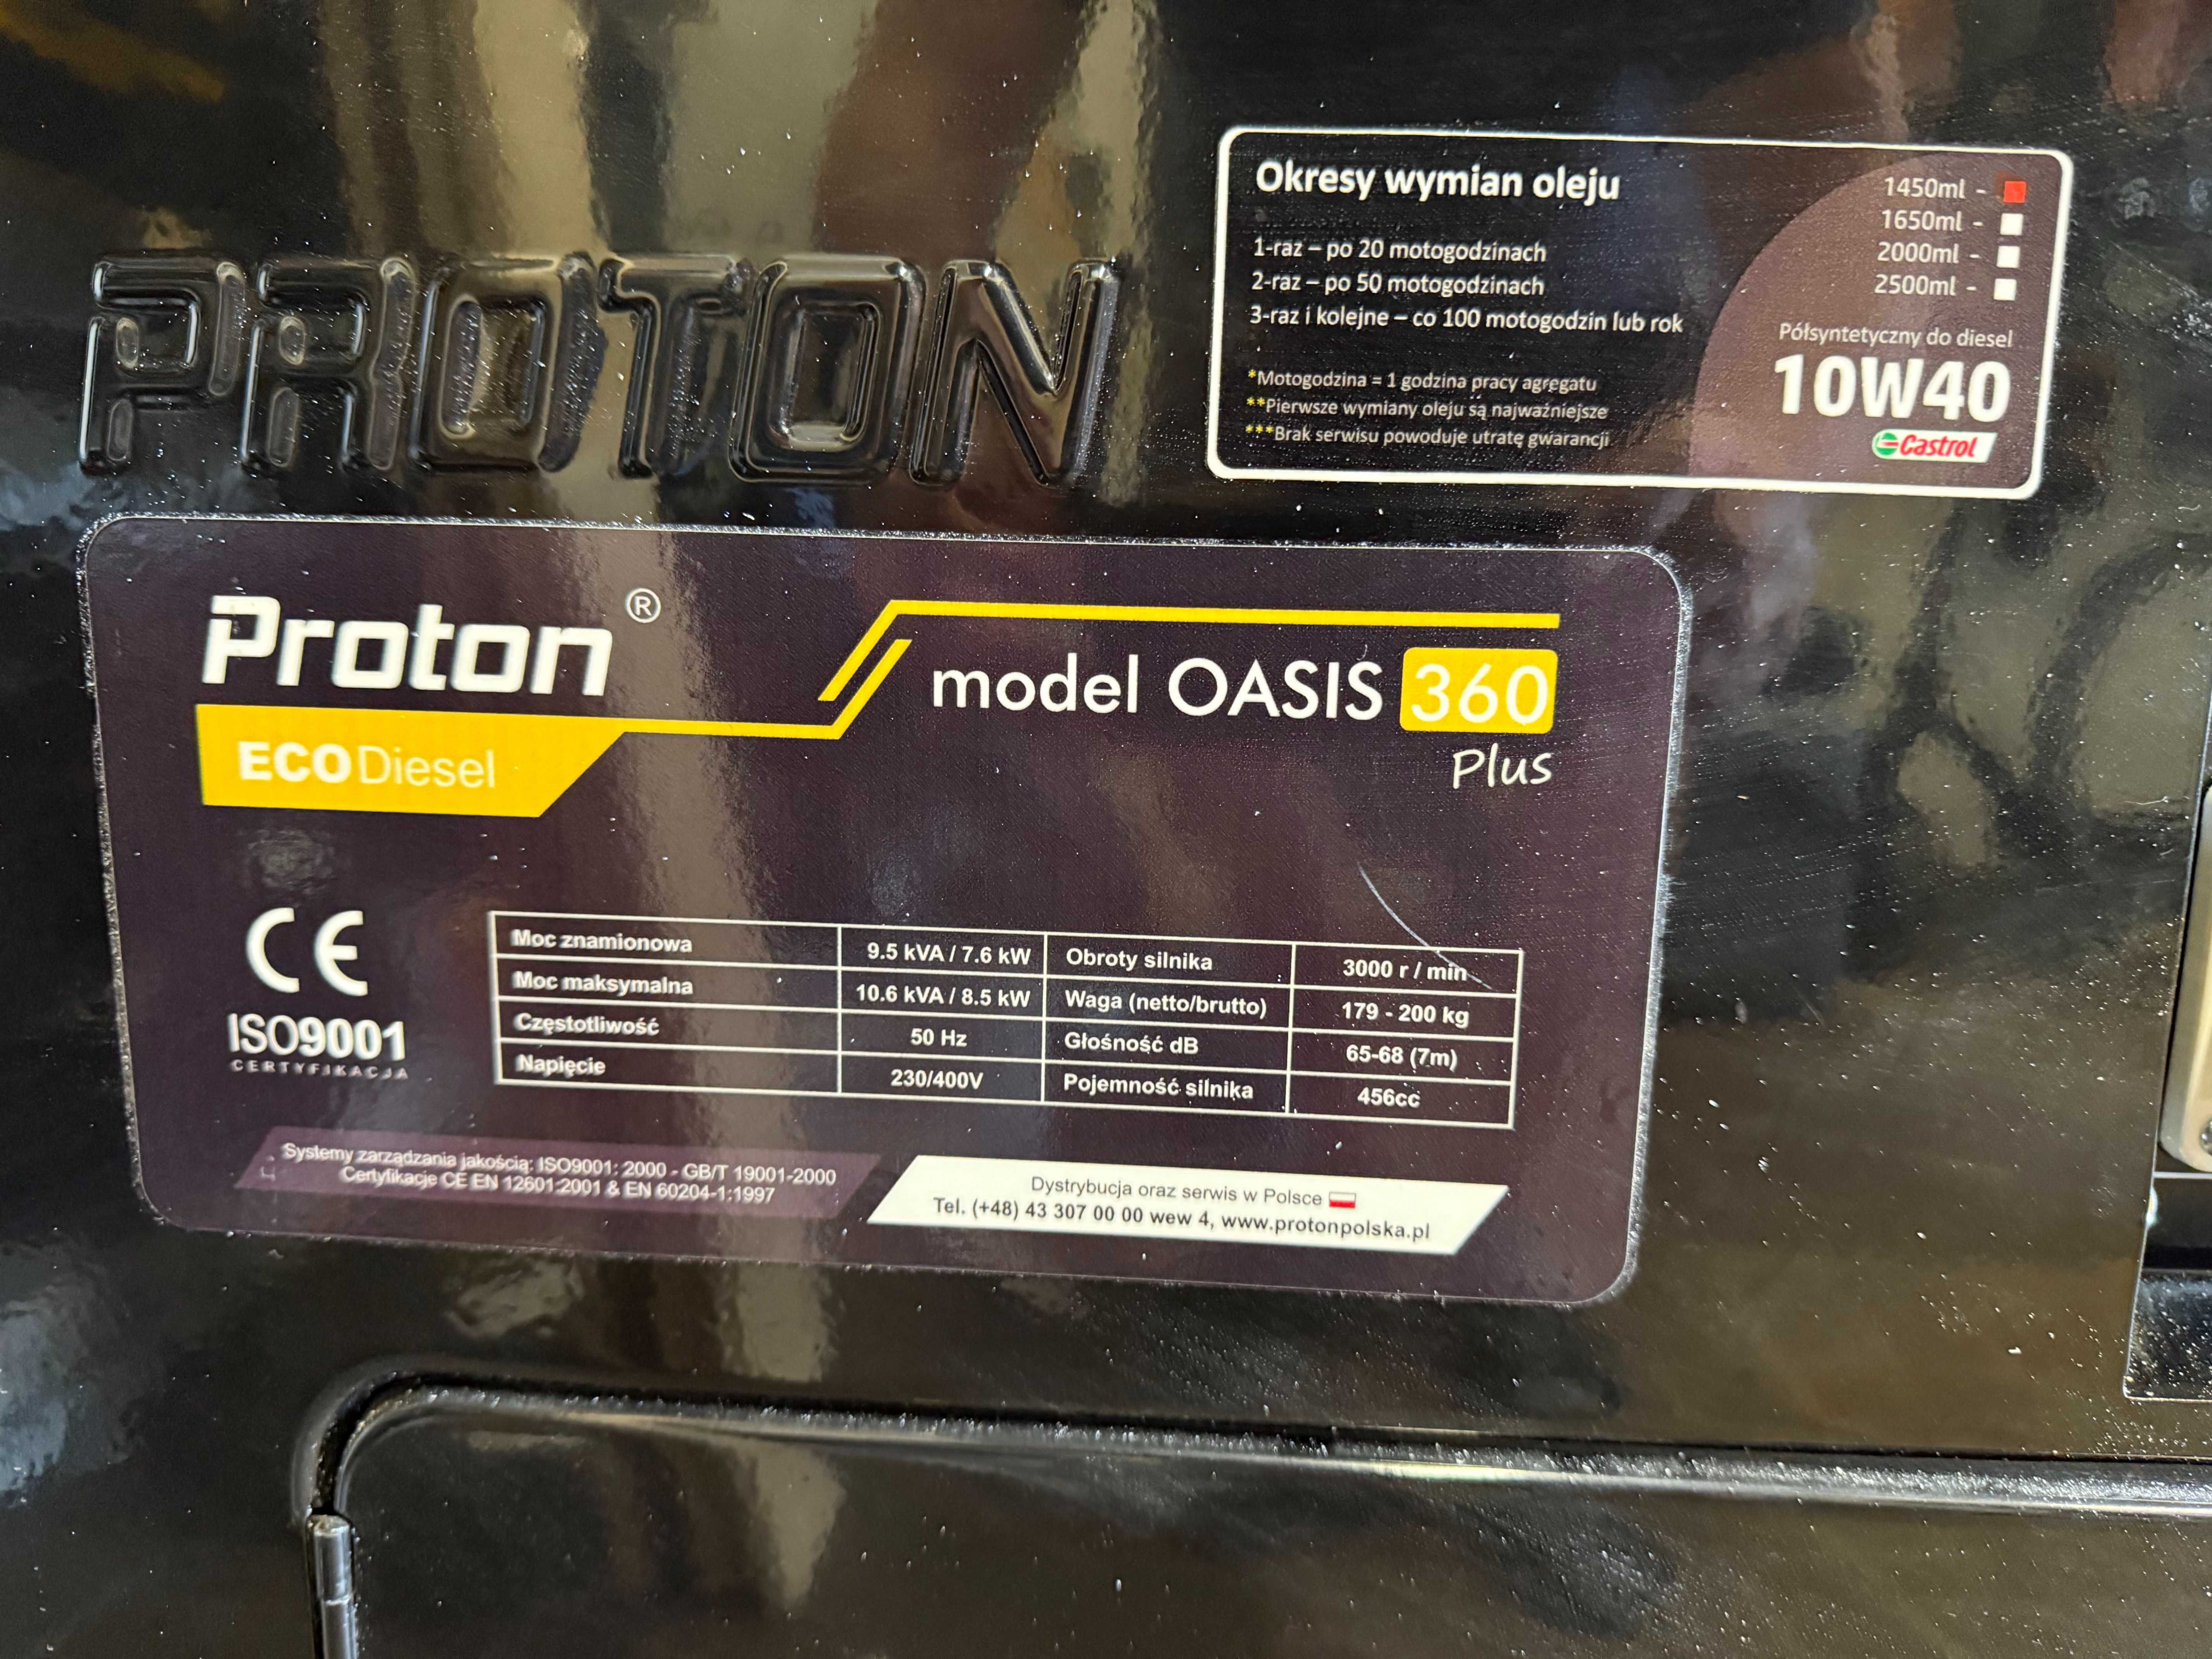 PROTON
Okresy wymian oleju
1-raz – po 20 motogodzinach
2-raz – po 50 motogodzinach
3-raz i kolejne – co 100 motogodzin lub rok
*Motogodzina = 1 godzina pracy agregatu
**Pierwsze wymiany oleju są najważniejsze
***Brak serwisu powoduje utratę gwarancji
1450ml -
1650ml -
2000ml -
2500ml -
Półsyntetyczny do diesel
10W40
Castrol
Proton ®
ECODiesel
model OASIS 360
Plus
CE
ISO9001
CERTYFIKACJA
Moc znamionowa 9.5 kVA / 7.6 kW Obroty silnika 3000 r / min
Moc maksymalna 10.6 kVA / 8.5 kW Waga (netto/brutto) 179 - 200 kg
Częstotliwość 50 Hz Głośność dB 65-68 (7m)
Napięcie 230/400V Pojemność silnika 456cc
Systemy zarządzania jakością: ISO9001: 2000 - GB/T 19001-2000
Certyfikacje CE EN 12601:2001 & EN 60204-1:1997
Dystrybucja oraz serwis w Polsce
Tel. (+48) 43 307 00 00 wew 4, www.protonpolska.pl